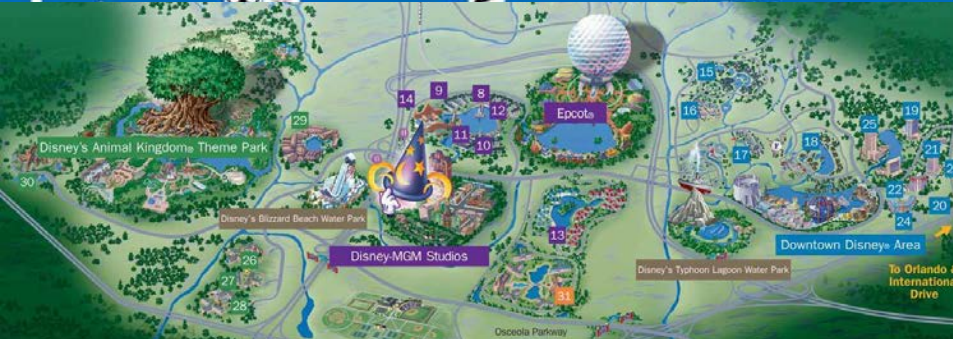 15
9
8
19
14
12
16
Epcot®
29
25
18
11
Disney's Animal Kingdom® Theme Park
10
17
21
30
22
20
Disney's Blizzard Beach Water Park
24
13
Downtown Disney® Area
Disney-MGM Studios
26
Disney's Typhoon Lagoon Water Park
To Orlando &
International
Drive
27
31
28
Osceola Parkway